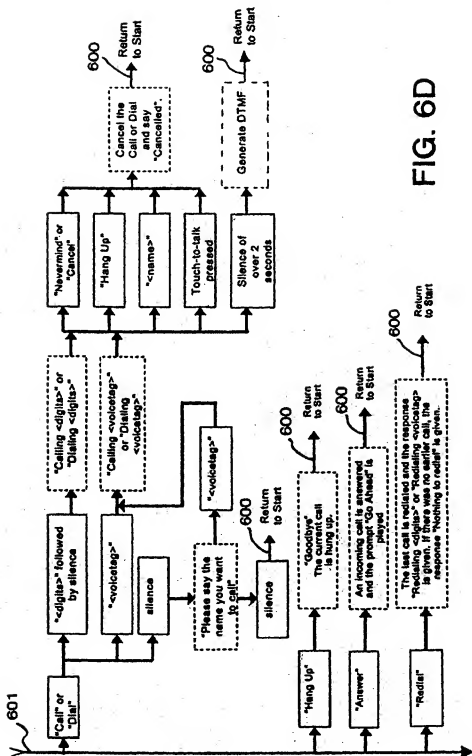 601
"Call" or
"Dial"
"<digits>" followed
by silence
"<voicetag>"
silence
"Calling <digits>" or
"Dialing <digits>"
"Calling <voicetag>"
or "Dialing
<voicetag>"
"Please say the
name you want
to call"
"<voicetag>"
silence
600
Return
to Start
"Nevermind" or
"Cancel"
"Hang Up"
"<name>"
Touch-to-talk
pressed
Silence of
over 2
seconds
Cancel the
Call or Dial
and say
"Cancelled".
600
Return
to Start
Generate DTMF
600
Return
to Start
"Hang Up"
"Goodbye"
The current call
is hung up.
600
Return
to Start
"Answer"
An incoming call is answered
and the prompt "Go Ahead" is
played
600
Return
to Start
"Redial"
The last call is redialed and the response
"Redialing <digits>" or "Redialing <voicetag>
is given. If there was no earlier call, the
response "Nothing to redial" is given.
600
Return
to Start
FIG. 6D